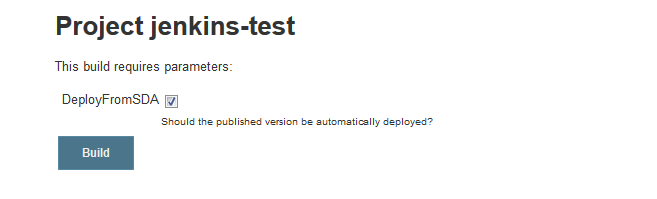 Project jenkins-test
This build requires parameters:
DeployFromSDA
Should the published version be automatically deployed?
Build